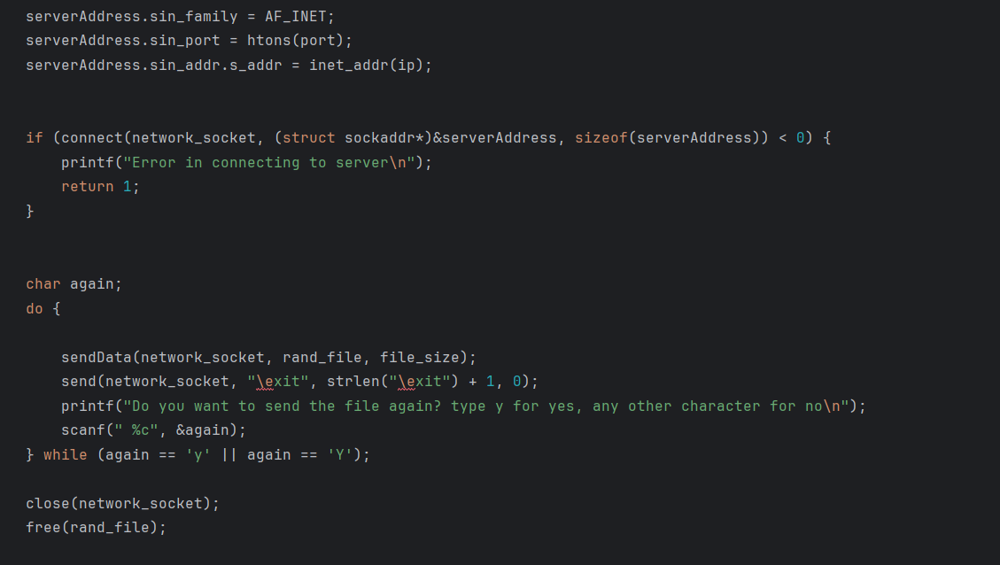 serverAddress.sin_family = AF_INET;
serverAddress.sin_port = htons(port);
serverAddress.sin_addr.s_addr = inet_addr(ip);
if (connect(network_socket, (struct sockaddr*)&serverAddress, sizeof(serverAddress)) < 0) {
    printf("Error in connecting to server\n");
    return 1;
}
char again;
do {
    sendData(network_socket, rand_file, file_size);
    send(network_socket, "\exit", strlen("\exit") + 1, 0);
    printf("Do you want to send the file again? type y for yes, any other character for no\n");
    scanf(" %c", &again);
} while (again == 'y' || again == 'Y');
close(network_socket);
free(rand_file);